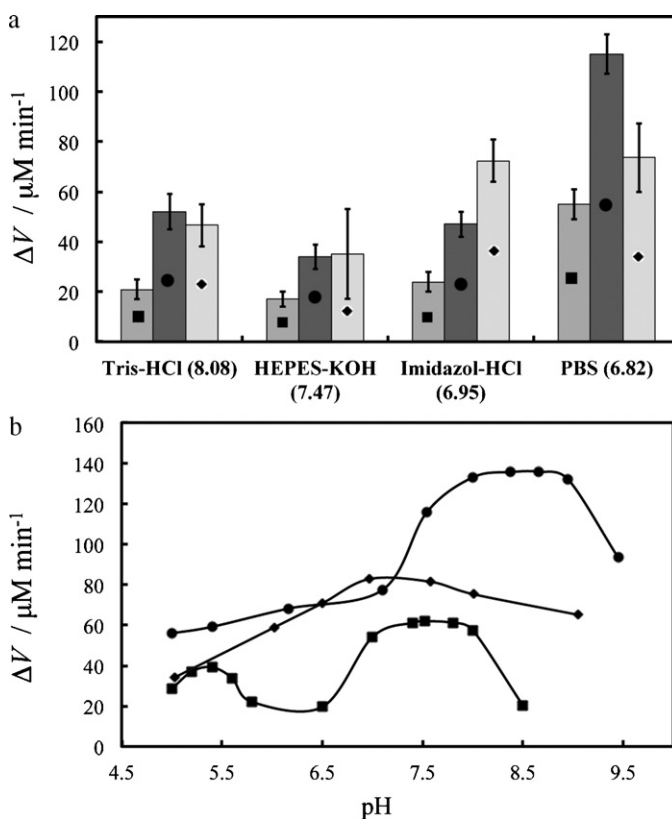 a
ΔV / μM min-1
120
100
80
60
40
20
0
Tris-HCl (8.08) HEPES-KOH (7.47) Imidazol-HCl (6.95) PBS (6.82)
b
ΔV / μM min-1
160
140
120
100
80
60
40
20
0
4.5 5.5 6.5 7.5 8.5 9.5
pH